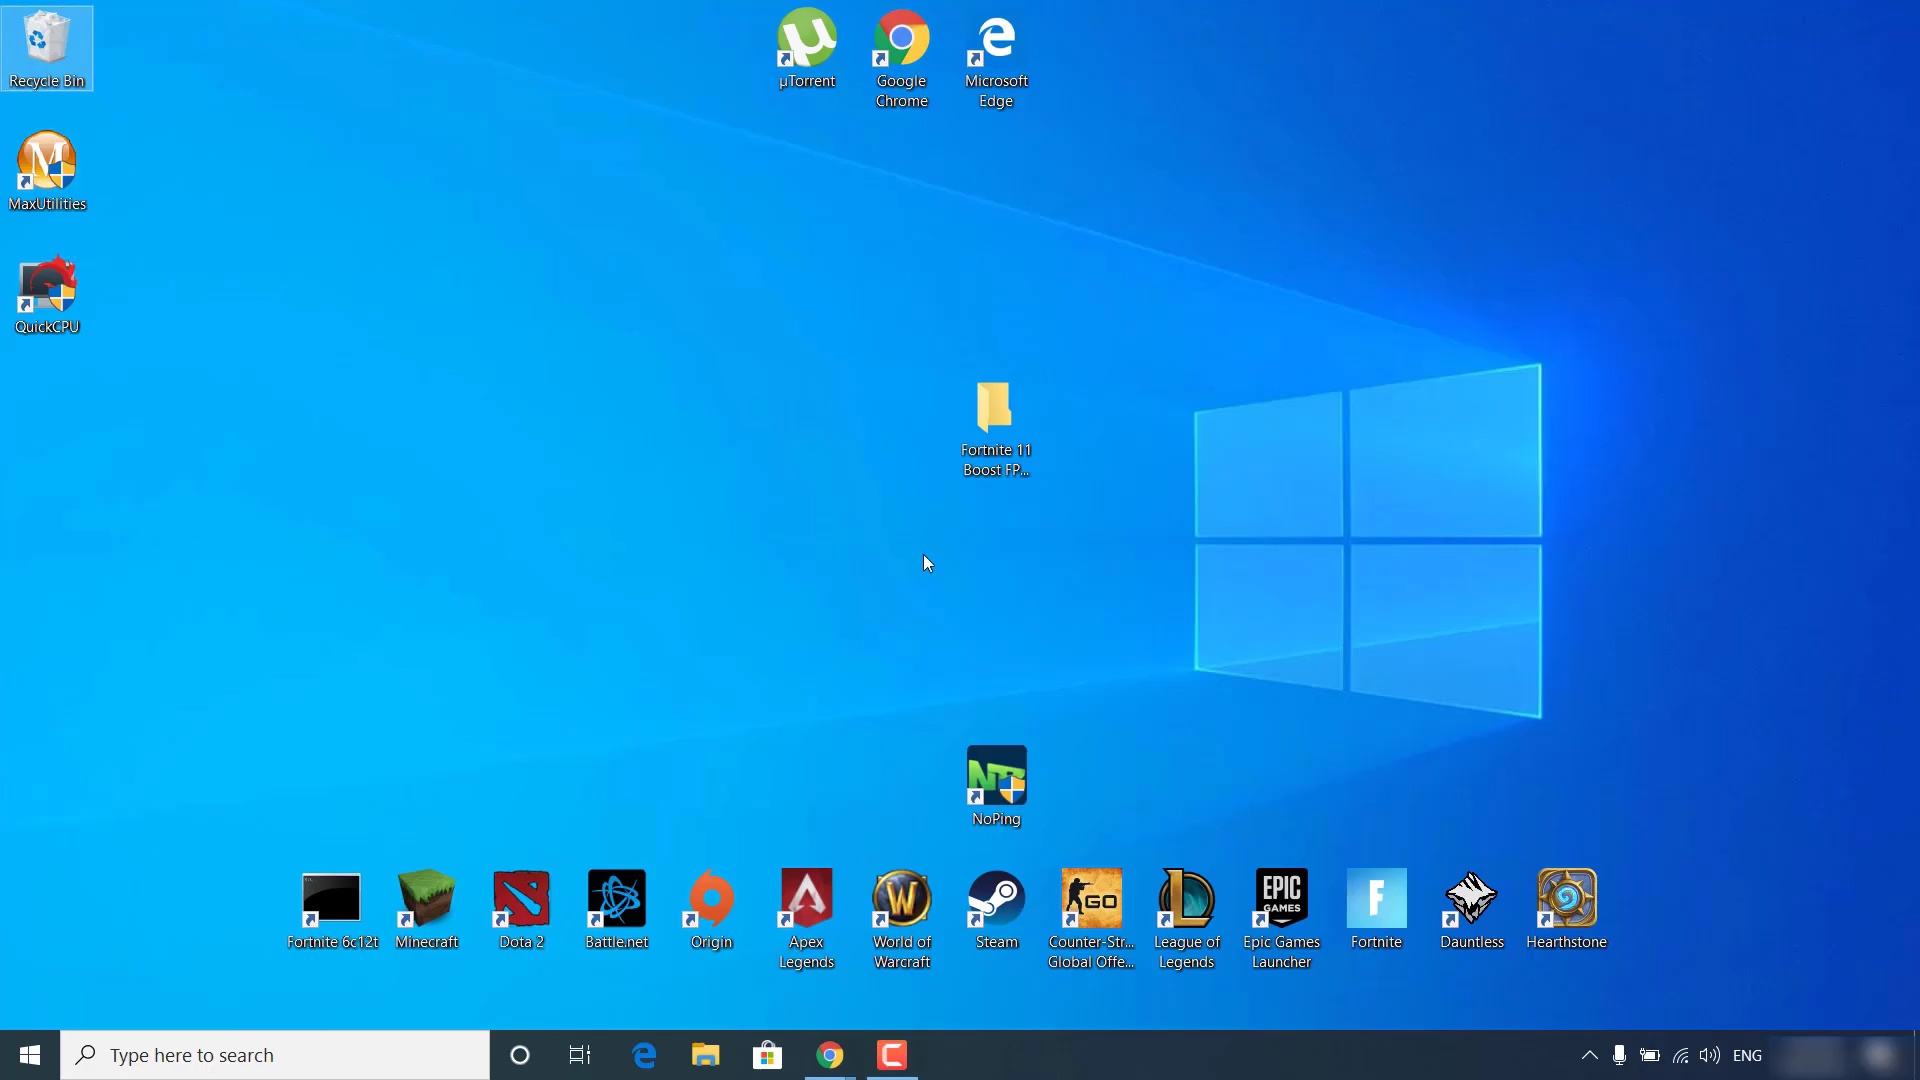 Recycle Bin
µTorrent
Google
Chrome
Microsoft
Edge
MaxUtilities
QuickCPU
Fortnite 11
Boost FP...
NoPing
Fortnite 6c12t
Minecraft
Dota 2
Battle.net
Origin
Apex
Legends
World of
Warcraft
Steam
GO
Counter-Str...
Global Offe...
League of
Legends
EPIC
GAMES
Epic Games
Launcher
F
Fortnite
Dauntless
Hearthstone
Type here to search
ENG